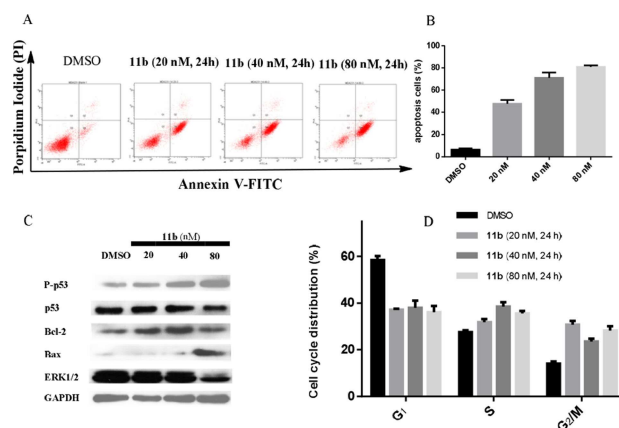 A
B
DMSO
11b (20 nM, 24h)
11b (40 nM, 24h)
11b (80 nM, 24h)
Porpidium Iodide (PI)
Annexin V-FITC
apoptosis cells (%)
100
80
60
40
20
0
DMSO
20 nM
40 nM
80 nM
C
11b (nM)
DMSO 20 40 80
P-p53
p53
Bcl-2
Bax
ERK1/2
GAPDH
D
DMSO
11b (20 nM, 24 h)
11b (40 nM, 24 h)
11b (80 nM, 24 h)
Cell cycle distribution (%)
60
40
20
0
G1
S
G2/M